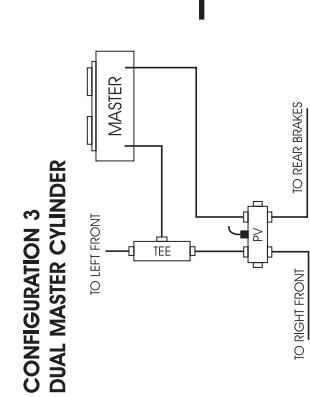 CONFIGURATION 3
DUAL MASTER CYLINDER
MASTER
TO LEFT FRONT
TEE
PV
TO RIGHT FRONT
TO REAR BRAKES